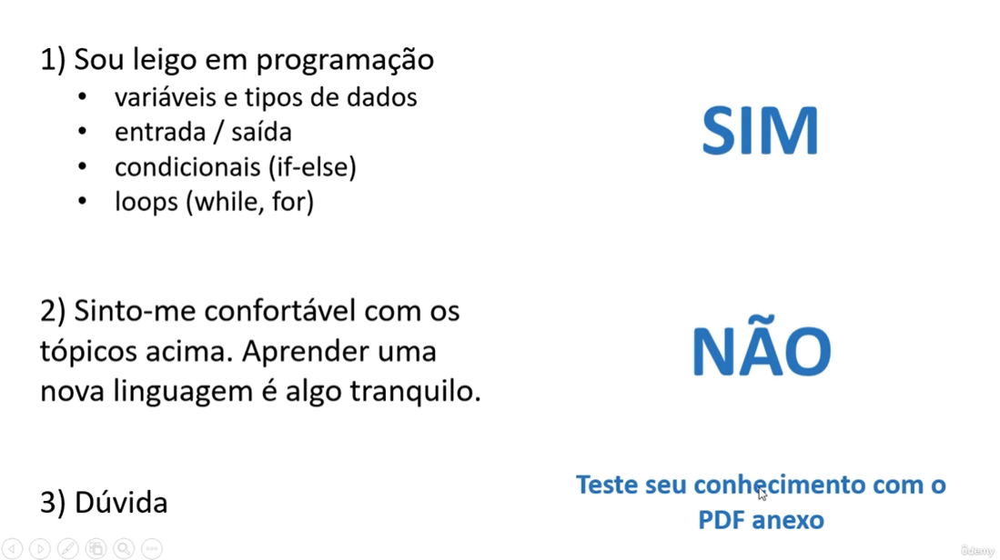 1) Sou leigo em programação
• variáveis e tipos de dados
• entrada / saída
• condicionais (if-else)
• loops (while, for)
SIM
2) Sinto-me confortável com os
tópicos acima. Aprender uma
nova linguagem é algo tranquilo.
NÃO
3) Dúvida
Teste seu conhecimento com o
PDF anexo
ûdemy